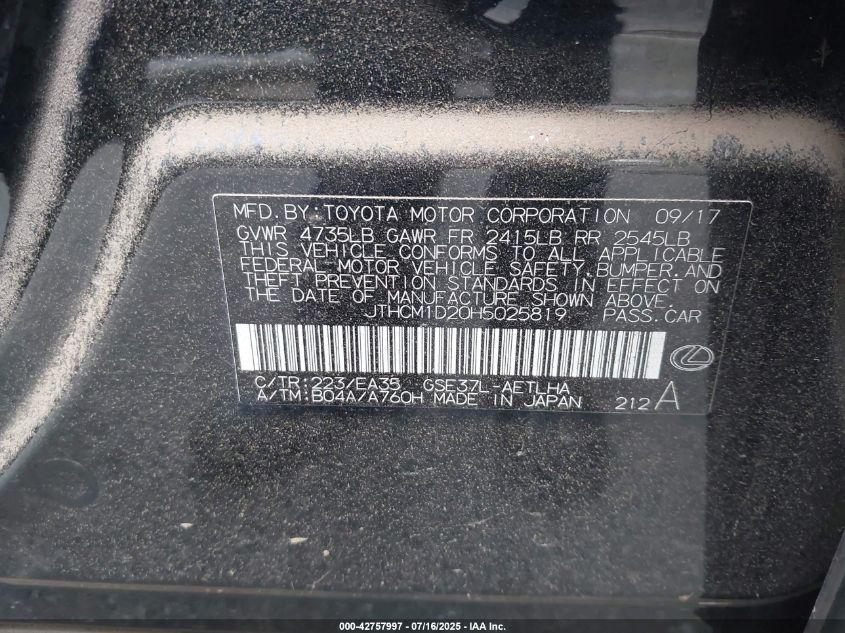 MFD.BY:TOYOTA MOTOR CORPORATION 09/17
GVWR 4735LB GAWR FR 2415LB RR 2545LB
THIS VEHICLE CONFORMS TO ALL APPLICABLE
FEDERAL MOTOR VEHICLE SAFETY,BUMPER,AND
THEFT PREVENTION STANDARDS IN EFFECT ON
THE DATE OF MANUFACTURE SHOWN ABOVE.
JTHCM1D20H5025819 PASS.CAR
C/TR:223/EA35 GSE37L-AETLHA
A/TM:B04A/A760H MADE IN JAPAN 212A
000-42757997 - 07/16/2025 - IAA Inc.